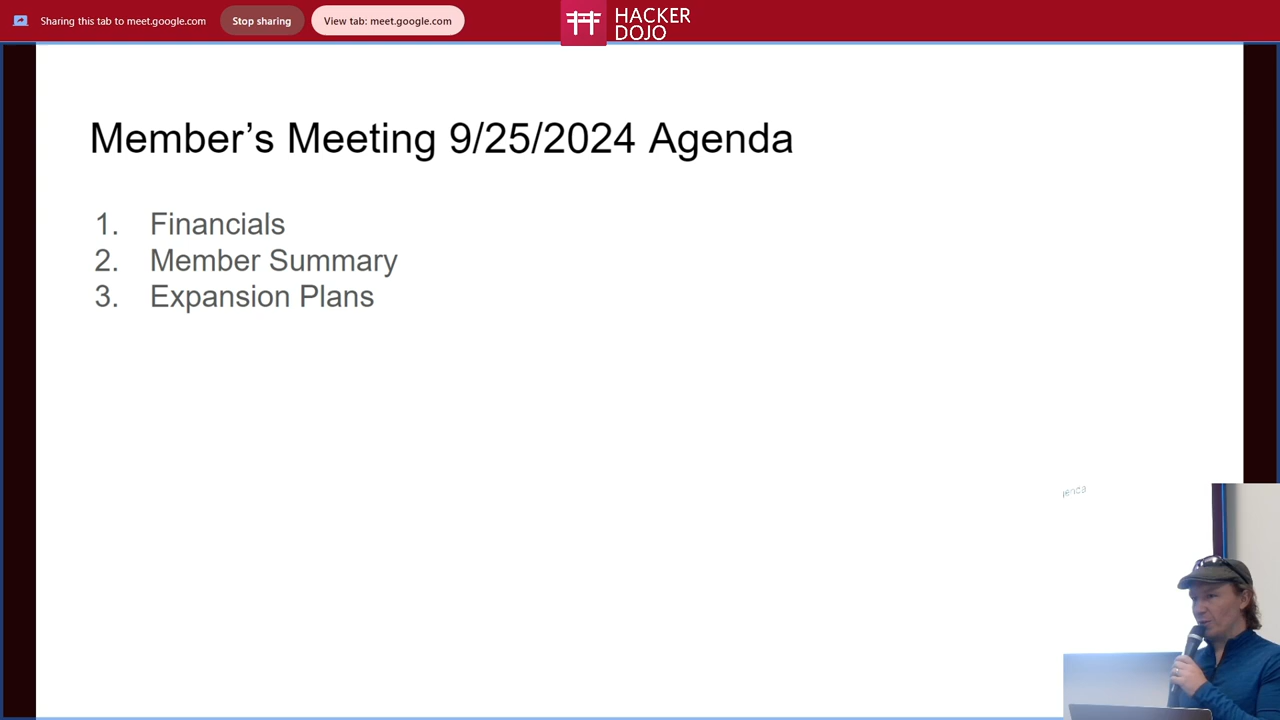 Sharing this tab to meet.google.com
Stop sharing
View tab: meet.google.com
HACKER
DOJO
Member’s Meeting 9/25/2024 Agenda
1. Financials
2. Member Summary
3. Expansion Plans